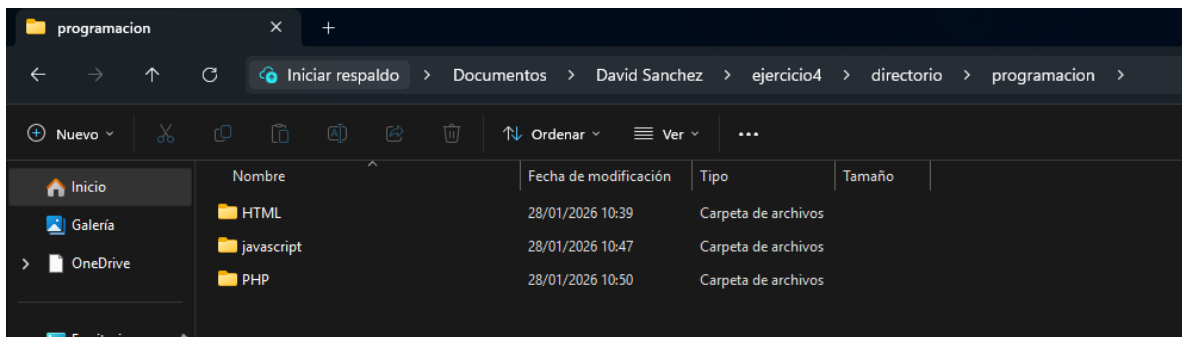 programacion
Iniciar respaldo > Documentos > David Sanchez > ejercicio4 > directorio > programacion >
Nuevo Ordenar Ver
Nombre Fecha de modificación Tipo Tamaño
Inicio
Galería
OneDrive
HTML 28/01/2026 10:39 Carpeta de archivos
javascript 28/01/2026 10:47 Carpeta de archivos
PHP 28/01/2026 10:50 Carpeta de archivos